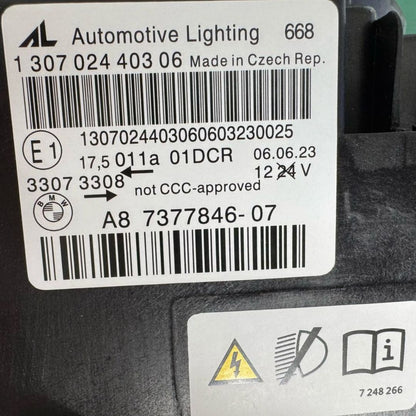 AL Automotive Lighting 668
1 307 024 403 06 Made in Czech Rep.
1307024403060603230025
E1 17,5 011a 01DCR 06.06.23
3307 3308 12 24 V
not CCC-approved
BMW A8 7377846-07
i
7 248 266